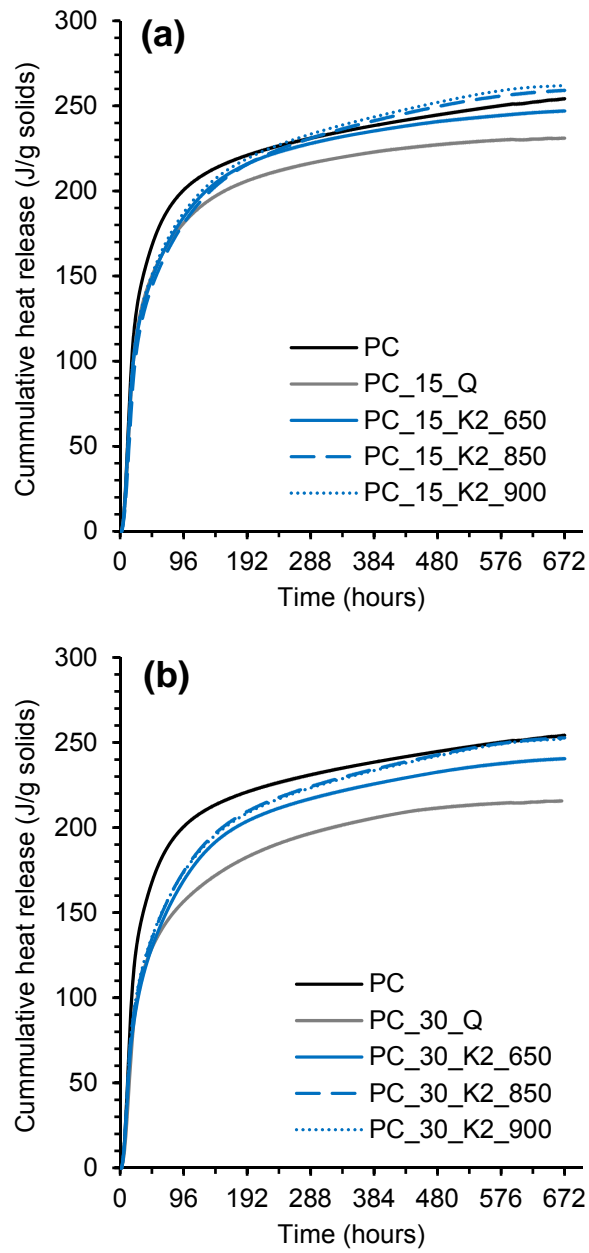 (a)
Cummulative heat release (J/g solids)
300
250
200
150
100
50
0
PC
PC_15_Q
PC_15_K2_650
PC_15_K2_850
PC_15_K2_900
0 96 192 288 384 480 576 672
Time (hours)
(b)
Cummulative heat release (J/g solids)
300
250
200
150
100
50
0
PC
PC_30_Q
PC_30_K2_650
PC_30_K2_850
PC_30_K2_900
0 96 192 288 384 480 576 672
Time (hours)